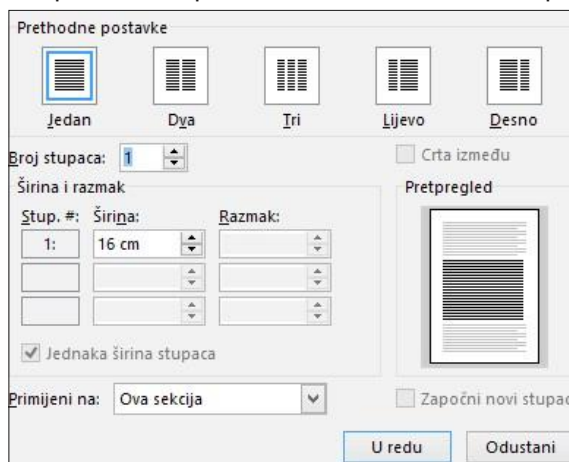 Prethodne postavke
Jedan Dva Tri Lijevo Desno
Broj stupaca: 1 Crta između
Širina i razmak Pretpregled
Stup. #: Širina: Razmak:
1: 16 cm
Jednaka širina stupaca
Primijeni na: Ova sekcija Započni novi stupac
U redu Odustani